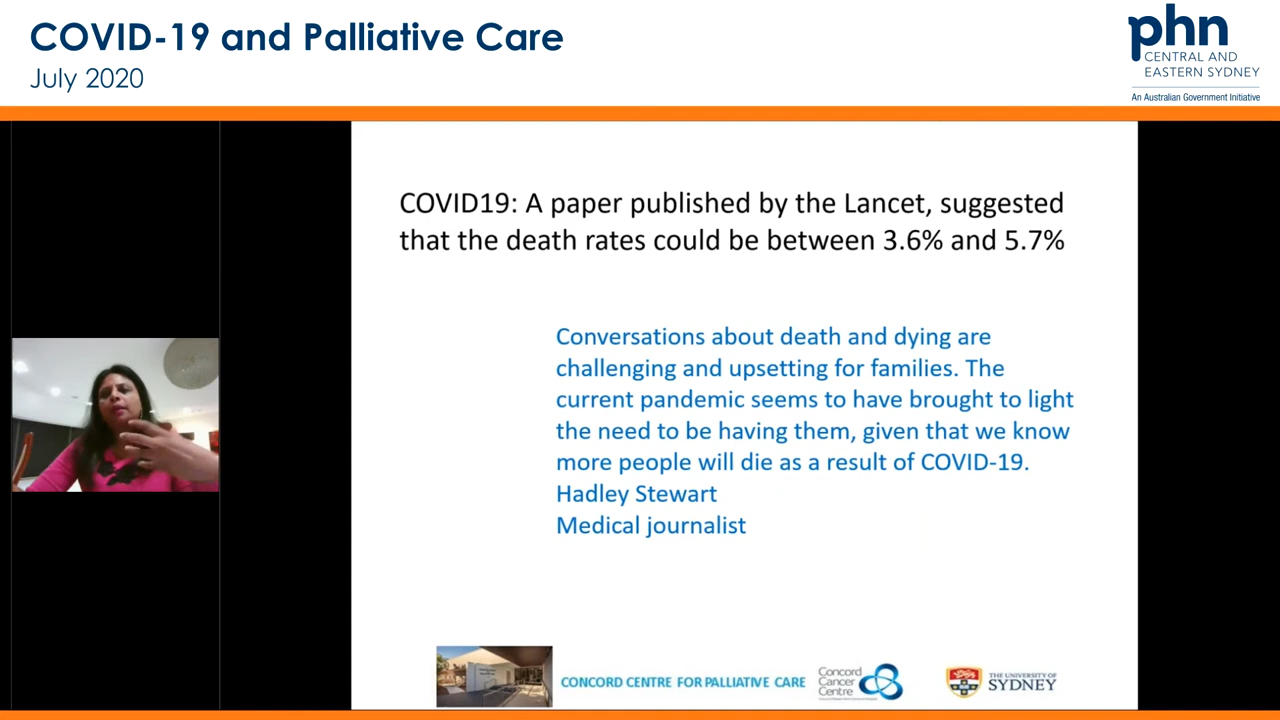 COVID-19 and Palliative Care
July 2020
phn
CENTRAL AND
EASTERN SYDNEY
An Australian Government Initiative
COVID19: A paper published by the Lancet, suggested
that the death rates could be between 3.6% and 5.7%
Conversations about death and dying are
challenging and upsetting for families. The
current pandemic seems to have brought to light
the need to be having them, given that we know
more people will die as a result of COVID-19.
Hadley Stewart
Medical journalist
CONCORD CENTRE FOR PALLIATIVE CARE
Concord
Cancer
Centre
THE UNIVERSITY OF
SYDNEY